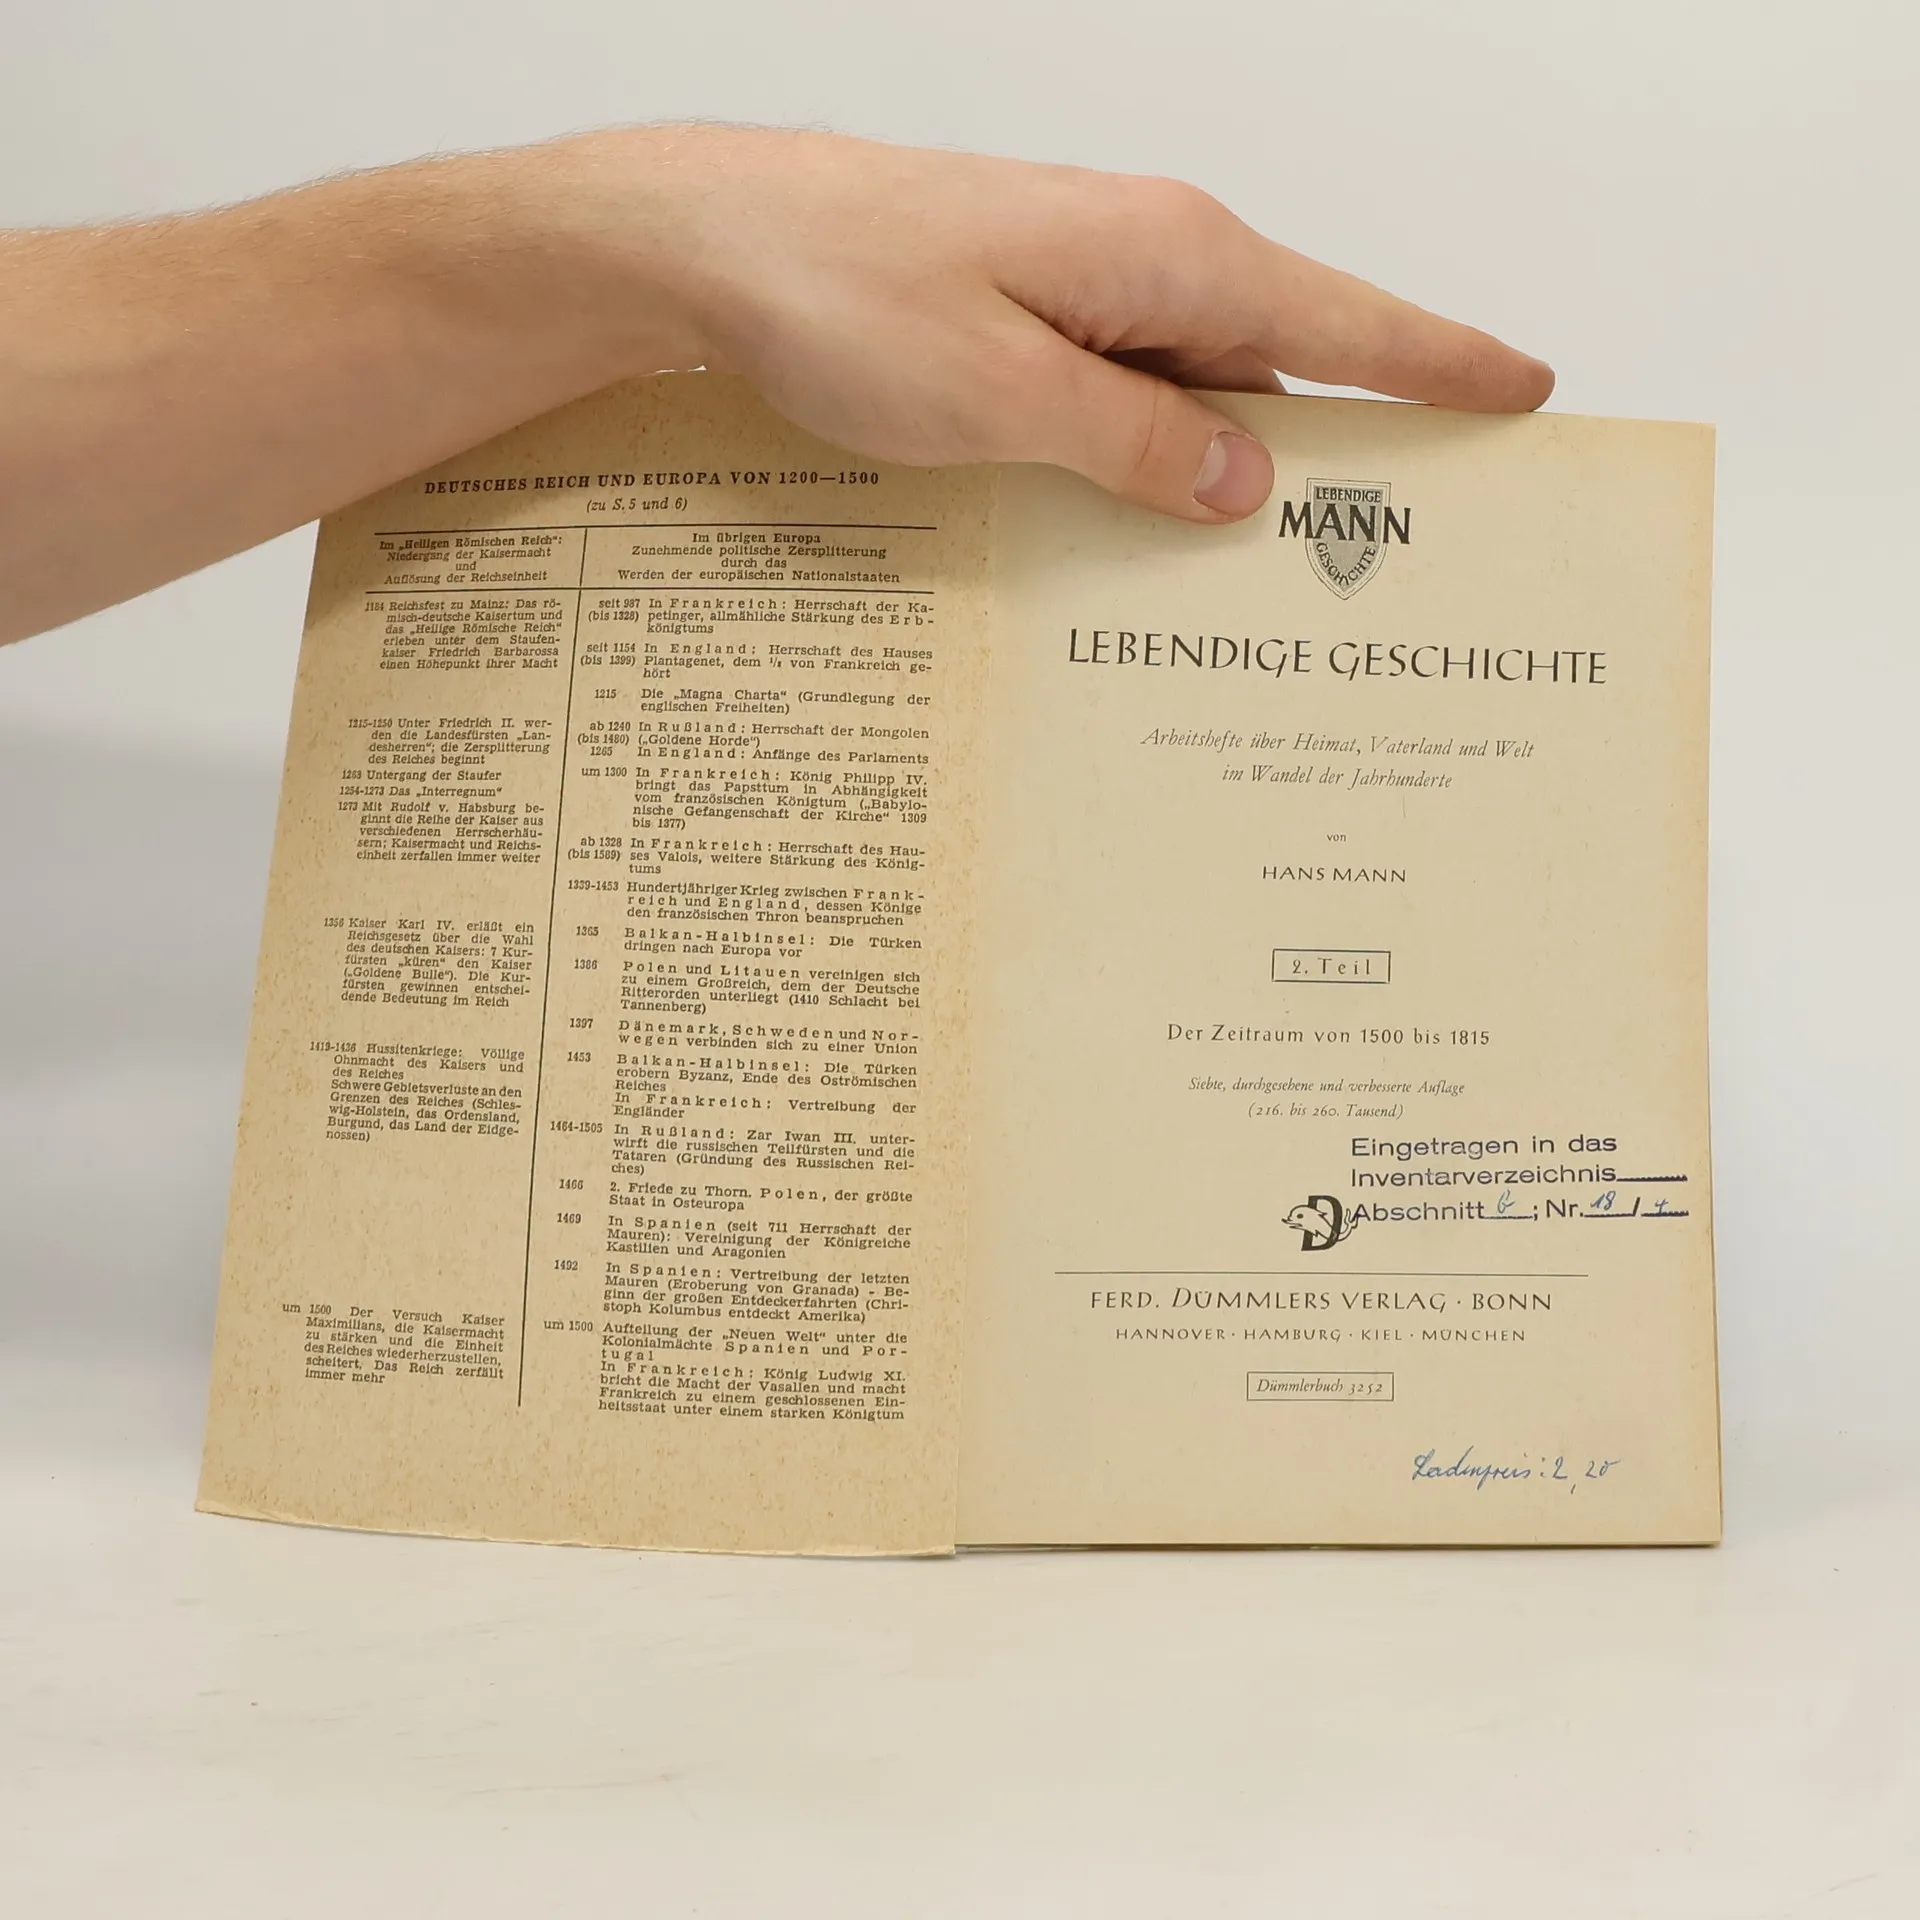 DEUTSCHES REICH UND EUROPA VON 1200—1500
(zu S. 5 und 6)
Im „Heiligen Römischen Reich“:
Niedergang der Kaisermacht
und
Auflösung der Reichseinheit
1184 Reichsfest zu Mainz: Das rö-
misch-deutsche Kaisertum und
das „Heilige Römische Reich“
erleben unter dem Staufen-
kaiser Friedrich Barbarossa
einen Höhepunkt ihrer Macht
1215-1250 Unter Friedrich II. wer-
den die Landesfürsten „Lan-
desherren“; die Zersplitterung
des Reiches beginnt
1268 Untergang der Staufer
1254-1273 Das „Interregnum“
1273 Mit Rudolf v. Habsburg be-
ginnt die Reihe der Kaiser aus
verschiedenen Herrscherhäu-
sern; Kaisermacht und Reichs-
einheit zerfallen immer weiter
1356 Kaiser Karl IV. erläßt ein
Reichsgesetz über die Wahl
des deutschen Kaisers: 7 Kur-
fürsten „küren“ den Kaiser
(„Goldene Bulle“). Die Kur-
fürsten gewinnen entschei-
dende Bedeutung im Reich
1419-1436 Hussitenkriege: Völlige
Ohnmacht des Kaisers und
des Reiches
Schwere Gebietsverluste an den
Grenzen des Reiches (Schles-
wig-Holstein, das Ordensland,
Burgund, das Land der Eidge-
nossen)
um 1500 Der Versuch Kaiser
Maximilians, die Kaisermacht
zu stärken und die Einheit
des Reiches wiederherzustellen,
scheitert. Das Reich zerfällt
immer mehr
Im übrigen Europa
Zunehmende politische Zersplitterung
durch das
Werden der europäischen Nationalstaaten
seit 987 In Frankreich: Herrschaft der Ka-
(bis 1328) petinger, allmähliche Stärkung des Erb-
königtums
seit 1154 In England: Herrschaft des Hauses
(bis 1399) Plantagenet, dem 1/2 von Frankreich ge-
hört
1215 Die „Magna Charta“ (Grundlegung der
englischen Freiheiten)
ab 1240 In Rußland: Herrschaft der Mongolen
(bis 1480) („Goldene Horde“)
1265 In England: Anfänge des Parlaments
um 1300 In Frankreich: König Philipp IV.
bringt das Papsttum in Abhängigkeit
vom französischen Königtum („Babylo-
nische Gefangenschaft der Kirche“ 1309
bis 1377)
ab 1328 In Frankreich: Herrschaft des Hau-
(bis 1589) ses Valois, weitere Stärkung des König-
tums
1339-1453 Hundertjähriger Krieg zwischen Frank-
reich und England, dessen Könige
den französischen Thron beanspruchen
1365 Balkan-Halbinsel: Die Türken
dringen nach Europa vor
1386 Polen und Litauen vereinigen sich
zu einem Großreich, dem der Deutsche
Ritterorden unterliegt (1410 Schlacht bei
Tannenberg)
1397 Dänemark, Schweden und Nor-
wegen verbinden sich zu einer Union
1453 Balkan-Halbinsel: Die Türken
erobern Byzanz, Ende des Oströmischen
Reiches
In Frankreich: Vertreibung der
Engländer
1464-1505 In Rußland: Zar Iwan III. unter-
wirft die russischen Teilfürsten und die
Tataren (Gründung des Russischen Rei-
ches)
1466 2. Friede zu Thorn. Polen, der größte
Staat in Osteuropa
1469 In Spanien (seit 711 Herrschaft der
Mauren): Vereinigung der Königreiche
Kastilien und Aragonien
1492 In Spanien: Vertreibung der letzten
Mauren (Eroberung von Granada) - Be-
ginn der großen Entdeckerfahrten (Chri-
stoph Kolumbus entdeckt Amerika)
um 1500 Aufteilung der „Neuen Welt“ unter die
Kolonialmächte Spanien und Por-
tugal
In Frankreich: König Ludwig XI.
bricht die Macht der Vasallen und macht
Frankreich zu einem geschlossenen Ein-
heitsstaat unter einem starken Königtum
LEBENDIGE
MANN
GESCHICHTE
LEBENDIGE GESCHICHTE
Arbeitshefte über Heimat, Vaterland und Welt
im Wandel der Jahrhunderte
von
HANS MANN
2. Teil
Der Zeitraum von 1500 bis 1815
Siebte, durchgesehene und verbesserte Auflage
(216. bis 260. Tausend)
Eingetragen in das
Inventarverzeichnis
D Abschnitt ; Nr. 18 / 4
FERD. DÜMMLERS VERLAG · BONN
HANNOVER · HAMBURG · KIEL · MÜNCHEN
Dümmlerbuch 3252
Ladenpreis: 2,20